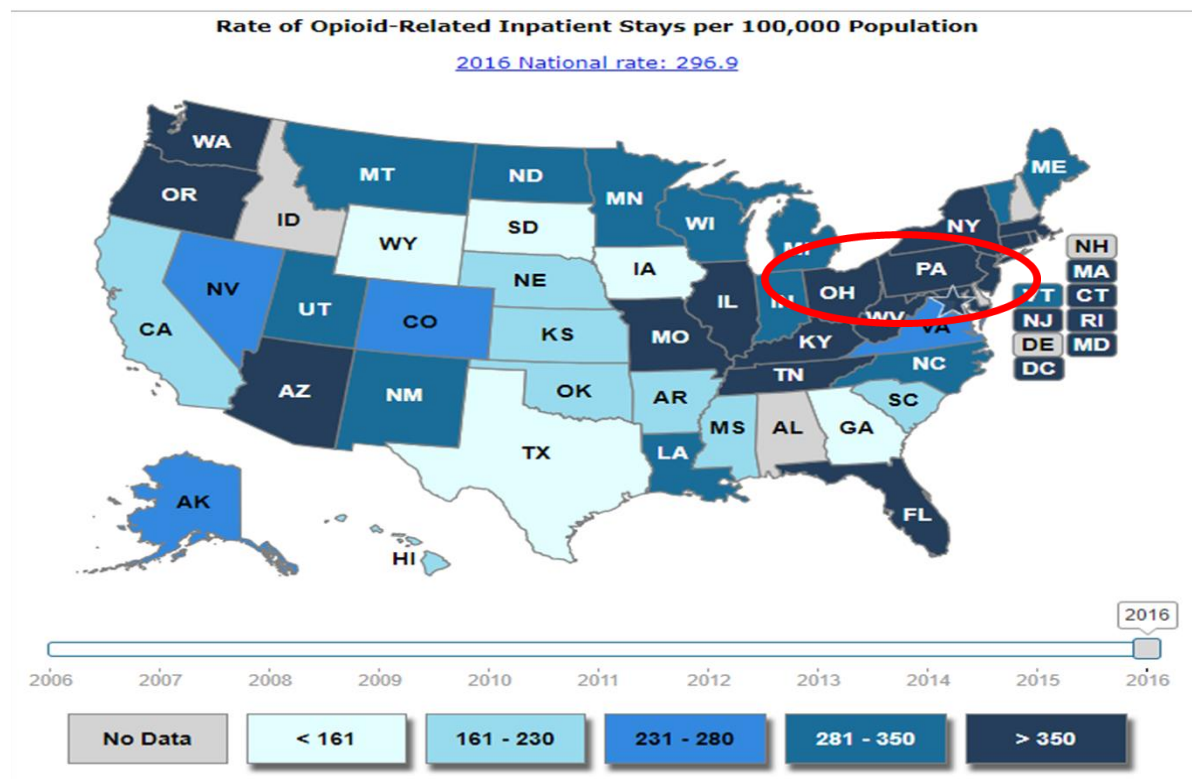 Rate of Opioid-Related Inpatient Stays per 100,000 Population
2016 National rate: 296.9
WA
MT
ND
MN
ME
OR
ID
SD
WI
NY
WY
MI
NH
IA
PA
MA
NE
OH
VT
CT
NV
UT
CO
IL
IN
WV
NJ
RI
CA
KS
MO
KY
VA
DE
MD
DC
AZ
NM
OK
AR
TN
NC
SC
MS
AL
GA
TX
LA
AK
FL
HI
2016
2006 2007 2008 2009 2010 2011 2012 2013 2014 2015 2016
No Data < 161 161 - 230 231 - 280 281 - 350 > 350